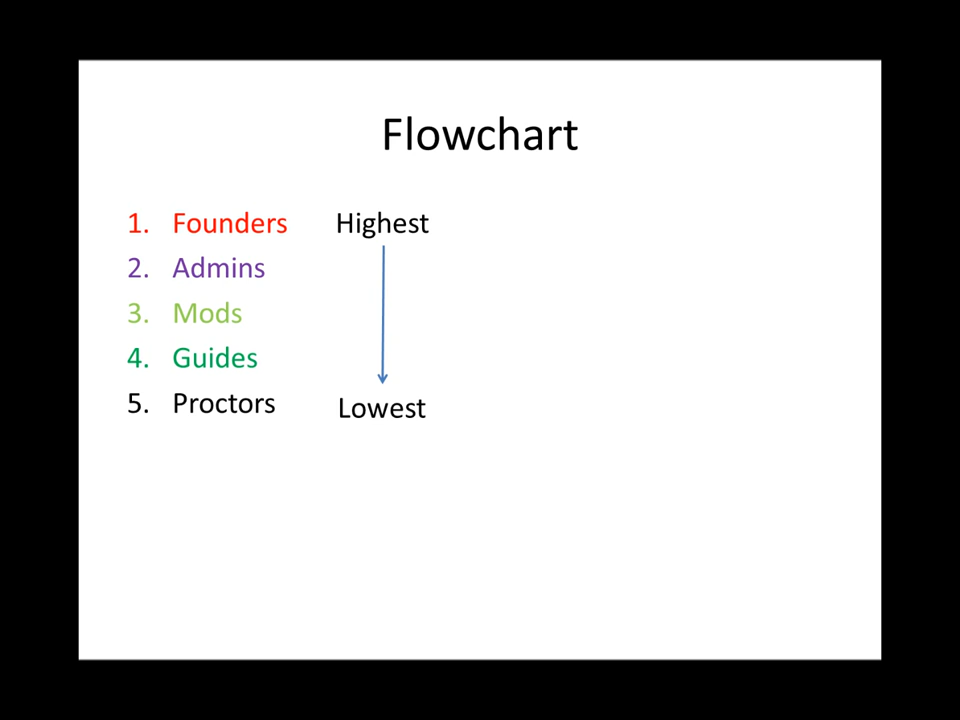 Flowchart
1. Founders Highest
2. Admins
3. Mods
4. Guides
5. Proctors Lowest